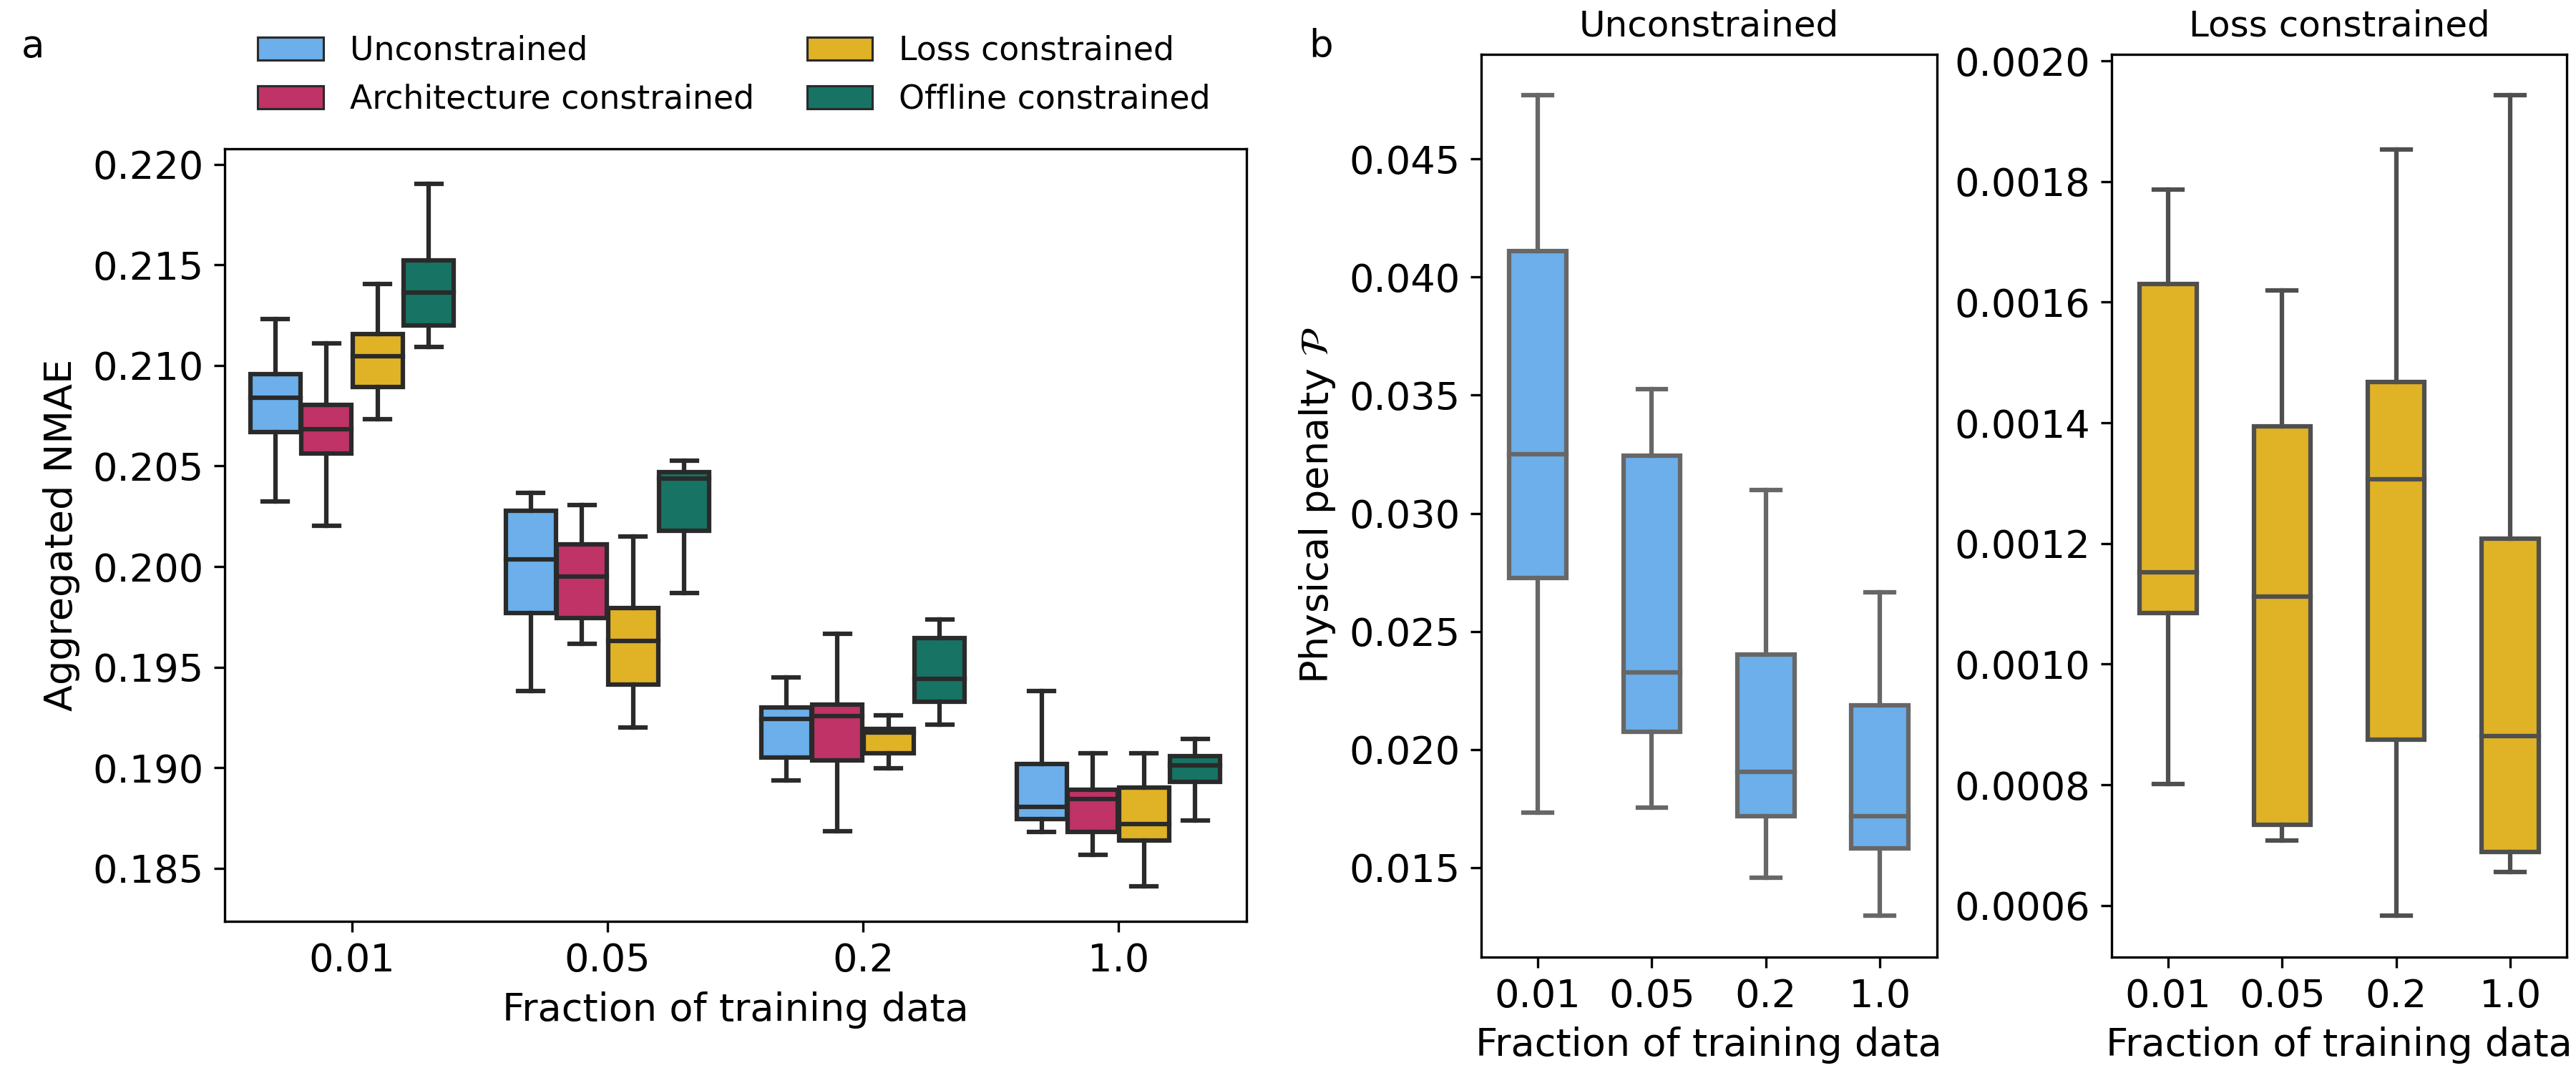 a
Unconstrained
Architecture constrained
Loss constrained
Offline constrained
Aggregated NMAE
0.220
0.215
0.210
0.205
0.200
0.195
0.190
0.185
0.01 0.05 0.2 1.0
Fraction of training data
b
Unconstrained
Physical penalty 𝒫
0.045
0.040
0.035
0.030
0.025
0.020
0.015
0.01 0.05 0.2 1.0
Fraction of training data
Loss constrained
0.0020
0.0018
0.0016
0.0014
0.0012
0.0010
0.0008
0.0006
0.01 0.05 0.2 1.0
Fraction of training data